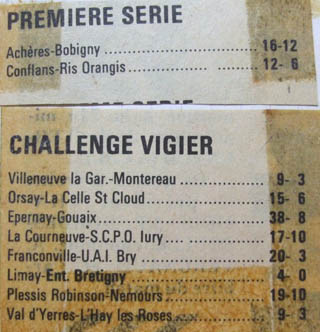 PREMIERE SERIE
Achères-Bobigny ........................ 16-12
Conflans-Ris Orangis............... ........ 12- 6
SERIE
CHALLENGE VIGIER
Villeneuve la Gar.-Montereau ........... 9- 3
Orsay-La Celle St Cloud................ 15- 6
Epernay-Gouaix........................ 38- 8
La Courneuve-S.C.P.O. Iury.... ....... 17-10
Franconville-U.A.I. Bry ............... 20- 3
Limay-Ent. Bretigny .................... 4- 0
Plessis Robinson-Nemours............. 19-10
Val d'Yerres-L'Hay les Roses........... 9- 3